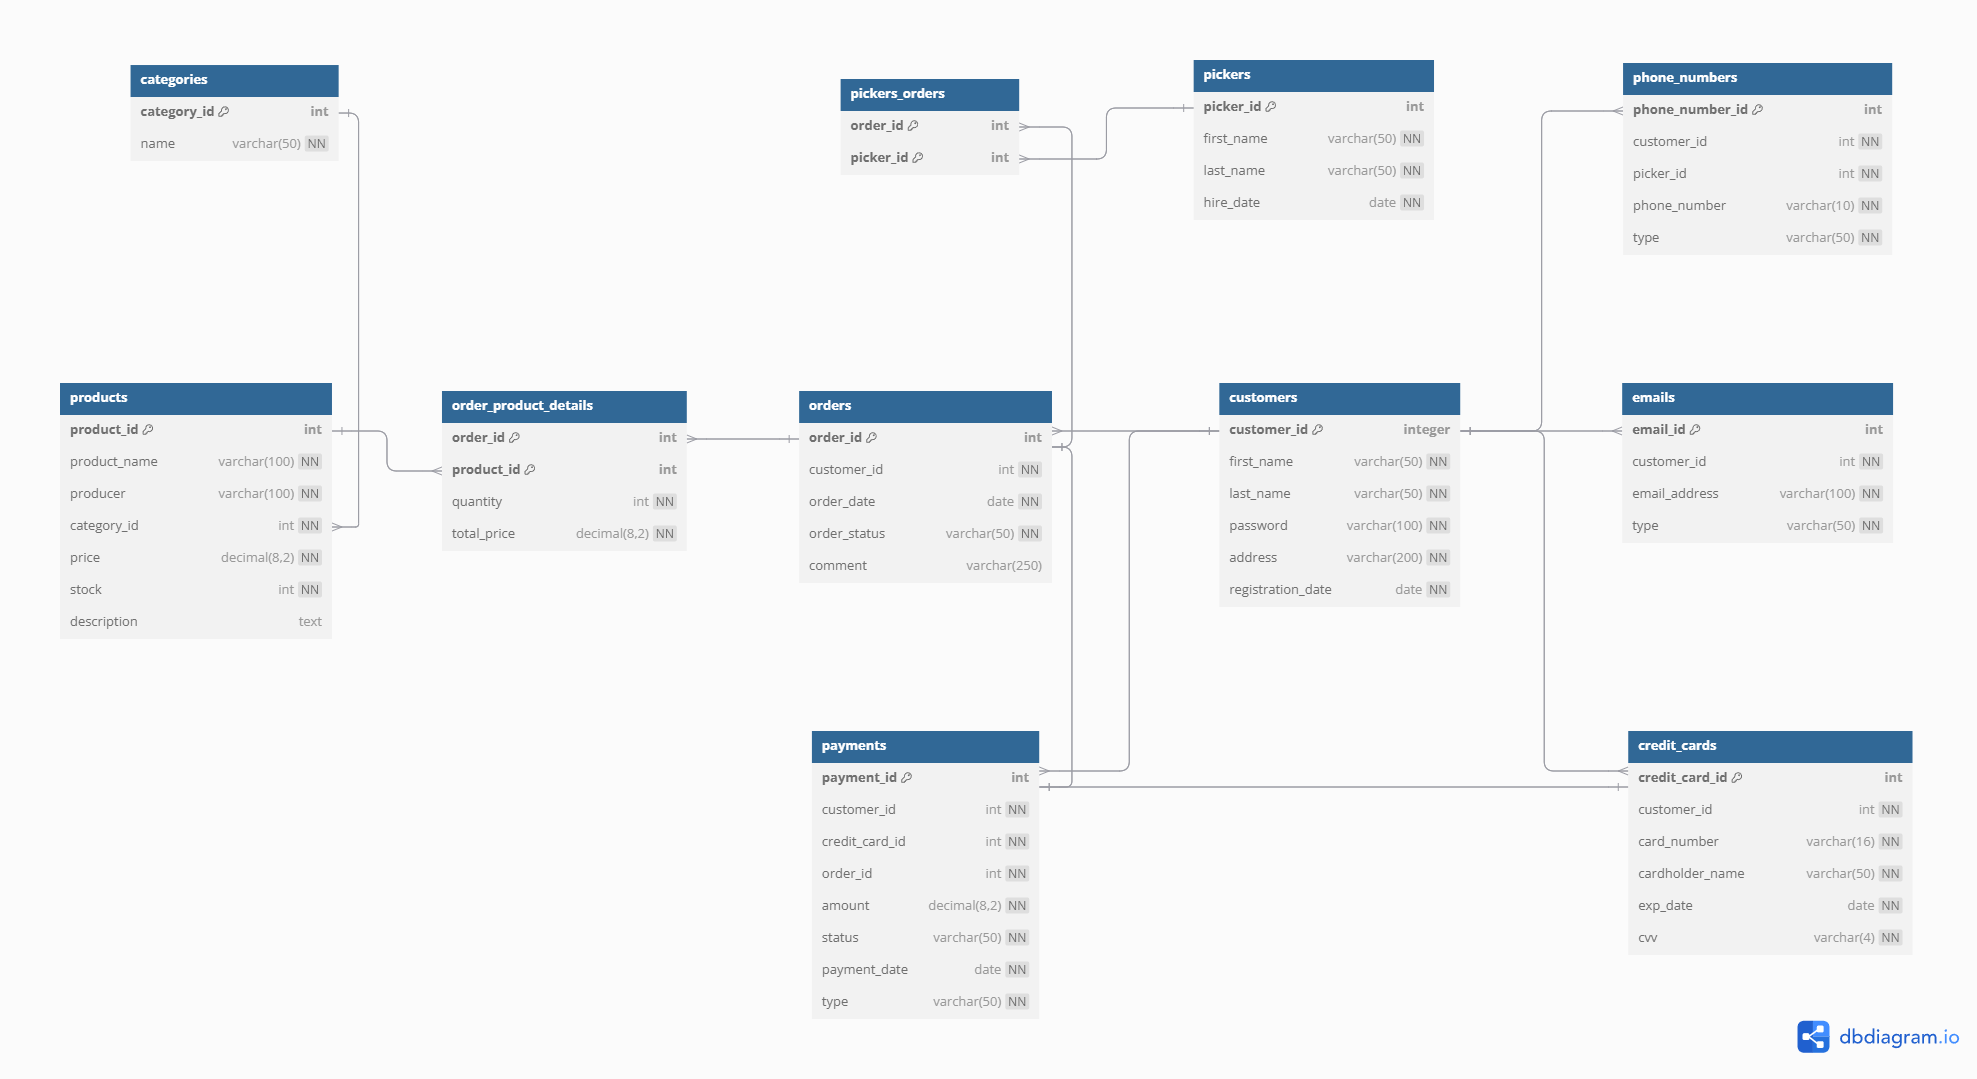 categories
category_id int
name varchar(50) NN
pickers_orders
order_id int
picker_id int
pickers
picker_id int
first_name varchar(50) NN
last_name varchar(50) NN
hire_date date NN
phone_numbers
phone_number_id int
customer_id int NN
picker_id int NN
phone_number varchar(10) NN
type varchar(50) NN
products
product_id int
product_name varchar(100) NN
producer varchar(100) NN
category_id int NN
price decimal(8,2) NN
stock int NN
description text
order_product_details
order_id int
product_id int
quantity int NN
total_price decimal(8,2) NN
orders
order_id int
customer_id int NN
order_date date NN
order_status varchar(50) NN
comment varchar(250)
customers
customer_id integer
first_name varchar(50) NN
last_name varchar(50) NN
password varchar(100) NN
address varchar(200) NN
registration_date date NN
emails
email_id int
customer_id int NN
email_address varchar(100) NN
type varchar(50) NN
payments
payment_id int
customer_id int NN
credit_card_id int NN
order_id int NN
amount decimal(8,2) NN
status varchar(50) NN
payment_date date NN
type varchar(50) NN
credit_cards
credit_card_id int
customer_id int NN
card_number varchar(16) NN
cardholder_name varchar(50) NN
exp_date date NN
cvv varchar(4) NN
dbdiagram.io